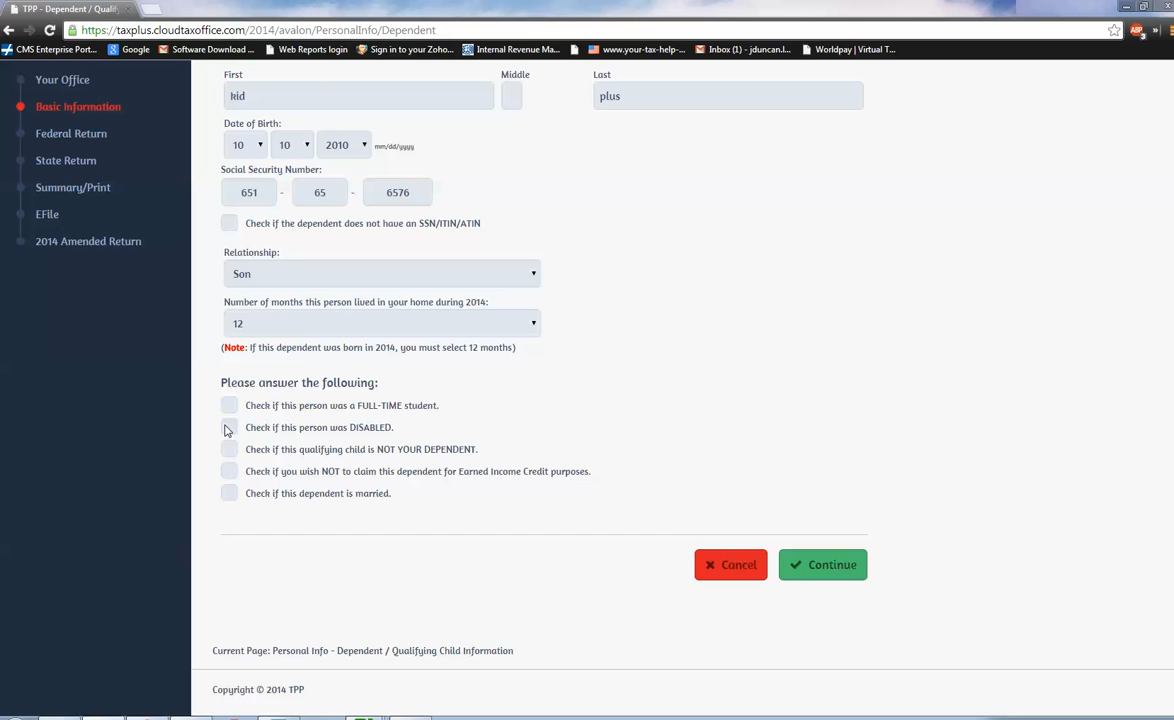 TPP - Dependent / Qualify
https://taxplus.cloudtaxoffice.com/2014/avalon/PersonalInfo/Dependent
ABP 3 »
CMS Enterprise Port... Google Software Download ... Web Reports login Sign in to your Zoho... Internal Revenue Ma... www.your-tax-help-... Inbox (1) - jduncan.l... Worldpay | Virtual T...
Your Office
Basic Information
Federal Return
State Return
Summary/Print
EFile
2014 Amended Return
First Middle Last
kid plus
Date of Birth:
10 10 2010 mm/dd/yyyy
Social Security Number:
651 - 65 - 6576
Check if the dependent does not have an SSN/ITIN/ATIN
Relationship:
Son
Number of months this person lived in your home during 2014:
12
(Note: If this dependent was born in 2014, you must select 12 months)
Please answer the following:
Check if this person was a FULL-TIME student.
Check if this person was DISABLED.
Check if this qualifying child is NOT YOUR DEPENDENT.
Check if you wish NOT to claim this dependent for Earned Income Credit purposes.
Check if this dependent is married.
Cancel Continue
Current Page: Personal Info - Dependent / Qualifying Child Information
Copyright © 2014 TPP